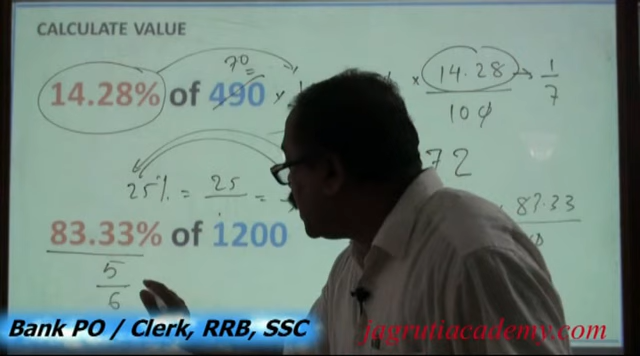 CALCULATE VALUE
70
14.28% of 490 ×
× 14.28 → 1/7
100
72
25% = 25 =
83.33
83.33% of 1200
5/6
Bank PO / Clerk, RRB, SSC
jagrutiacademy.com